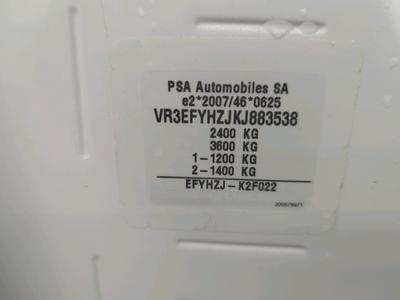 PSA Automobiles SA
e2*2007/46*0625
VR3EFYHZJKJ883538
2400 KG
3600 KG
1-1200 KG
2-1400 KG
EFYHZJ-K2F022